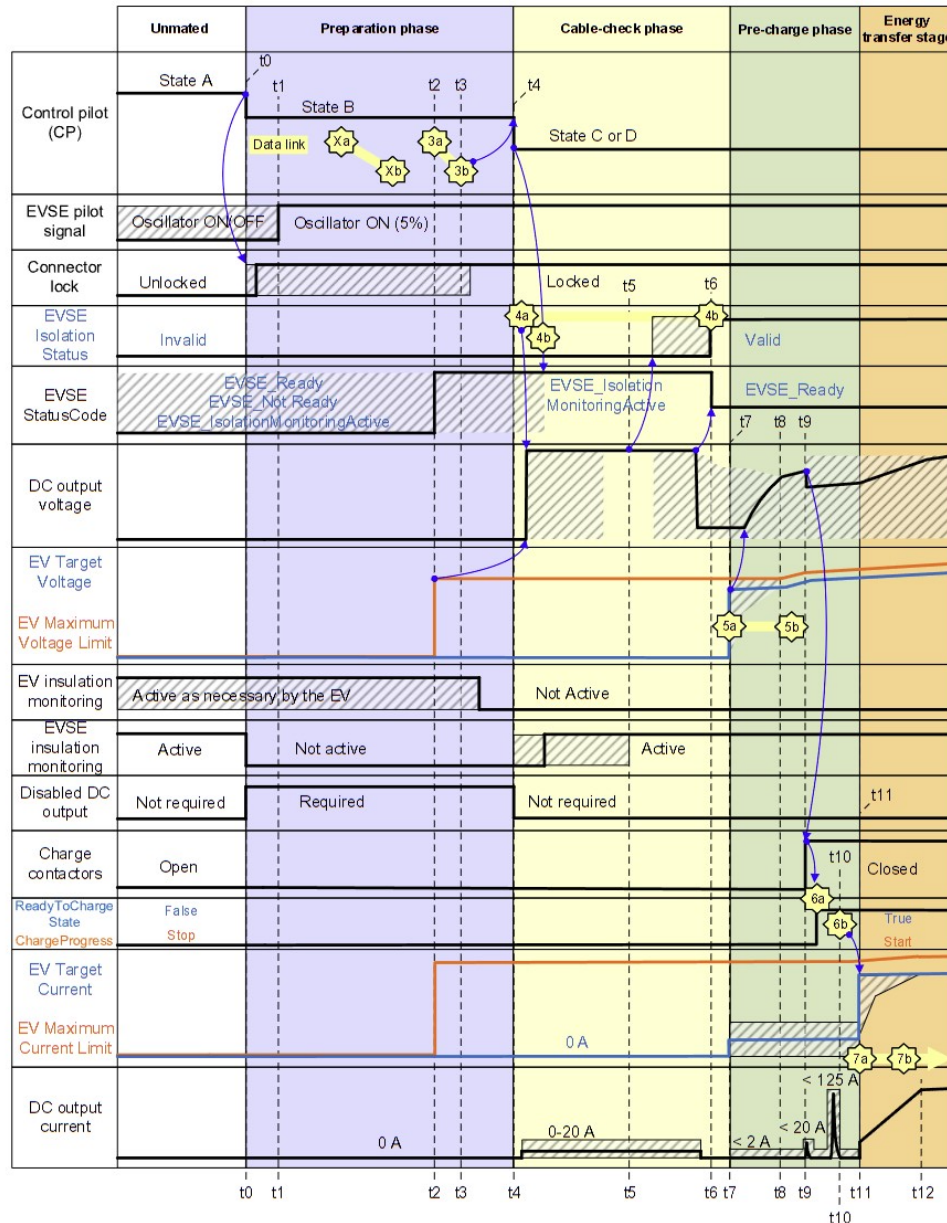 Unmated
Preparation phase
Cable-check phase
Pre-charge phase
Energy
transfer stage
Control pilot
(CP)
State A
t0
t1
State B
t2
t3
t4
State C or D
Data link
Xa
Xb
3a
3b
EVSE pilot
signal
Oscillator ON/OFF
Oscillator ON (5%)
Connector
lock
Unlocked
Locked
t5
t6
EVSE
Isolation
Status
Invalid
4a
4b
4b
Valid
EVSE
StatusCode
EVSE_Ready
EVSE_Not Ready
EVSE_IsolationMonitoringActive
EVSE_Isolation
MonitoringActive
EVSE_Ready
t7
t8
t9
DC output
voltage
EV Target
Voltage
EV Maximum
Voltage Limit
5a
5b
EV insulation
monitoring
Active as necessary by the EV
Not Active
EVSE
insulation
monitoring
Active
Not active
Active
Disabled DC
output
Not required
Required
Not required
t11
Charge
contactors
Open
t10
Closed
ReadyToCharge
State
ChargeProgress
False
Stop
6a
6b
True
Start
EV Target
Current
EV Maximum
Current Limit
0 A
7a
7b
DC output
current
0 A
0-20 A
< 2 A
< 20 A
< 125 A
t12
t0
t1
t2
t3
t4
t5
t6
t7
t8
t9
t11
t12
t10